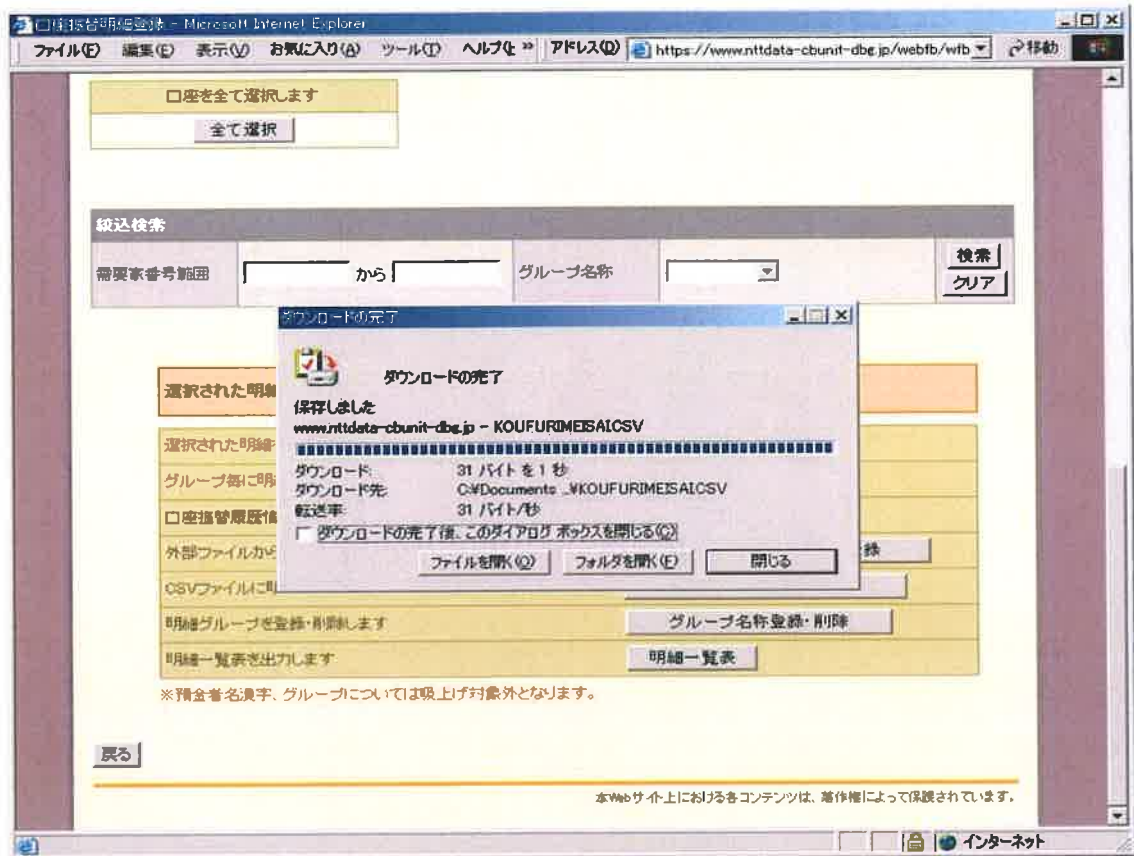 口座振替明細登録 - Microsoft Internet Explorer
ファイル(F) 編集(E) 表示(V) お気に入り(A) ツール(T) ヘルプ(H » アドレス(D) https://www.nttdata-cbunit-dbg.jp/webfb/wfb 移動
口座を全て選択します
全て選択
絞込検索
需要家番号範囲 から グループ名称 検索
クリア
ダウンロードの完了
ダウンロードの完了
保存しました
www.nttdata-cbunit-dbg.jp - KOUFURIMEISAICSV
ダウンロード: 31 バイト を 1 秒
ダウンロード先: C:¥Documents ...¥KOUFURIMEISAICSV
転送率: 31 バイト/秒
ダウンロードの完了後、このダイアログ ボックスを閉じる(C)
ファイルを開く(O) フォルダを開く(F) 閉じる
選択された明細
選択された明細
グループ毎に明
口座振替履歴情
外部ファイルから 録
CSVファイルに明
明細グループを登録・削除します グループ名称登録・削除
明細一覧表を出力します 明細一覧表
※預金者名漢字、グループについては吸上げ対象外となります。
戻る
本Webサイト上における各コンテンツは、著作権によって保護されています。
インターネット